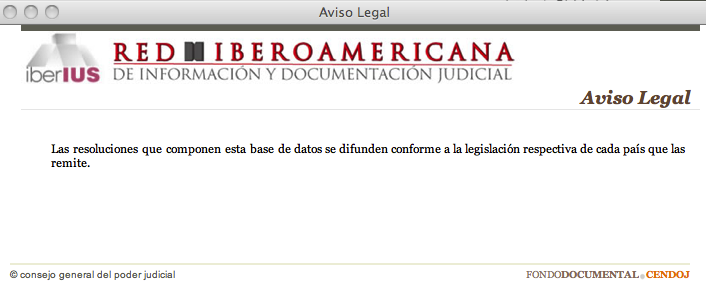 Aviso Legal
iberIUS
RED IBEROAMERICANA
DE INFORMACIÓN Y DOCUMENTACIÓN JUDICIAL
Aviso Legal
Las resoluciones que componen esta base de datos se difunden conforme a la legislación respectiva de cada país que las
remite.
© consejo general del poder judicial
FONDODOCUMENTAL CENDOJ